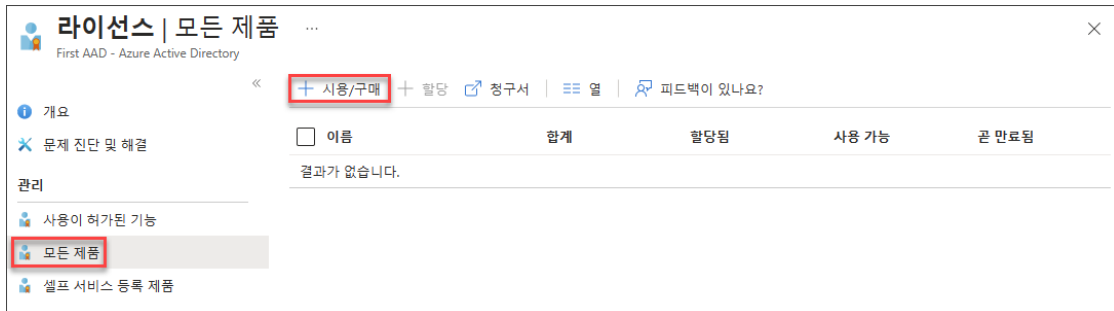 라이선스 | 모든 제품 ...
First AAD - Azure Active Directory
«
+ 시용/구매 + 할당 청구서 열 피드백이 있나요?
개요
문제 진단 및 해결
이름 합계 할당됨 사용 가능 곧 만료됨
결과가 없습니다.
관리
사용이 허가된 기능
모든 제품
셀프 서비스 등록 제품